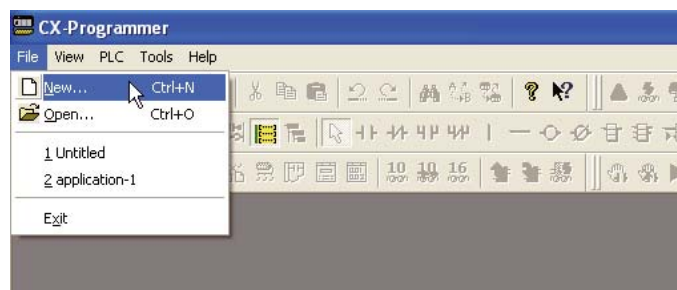 CX-Programmer
File View PLC Tools Help
New... Ctrl+N
Open... Ctrl+O
1 Untitled
2 application-1
Exit
10 10 16